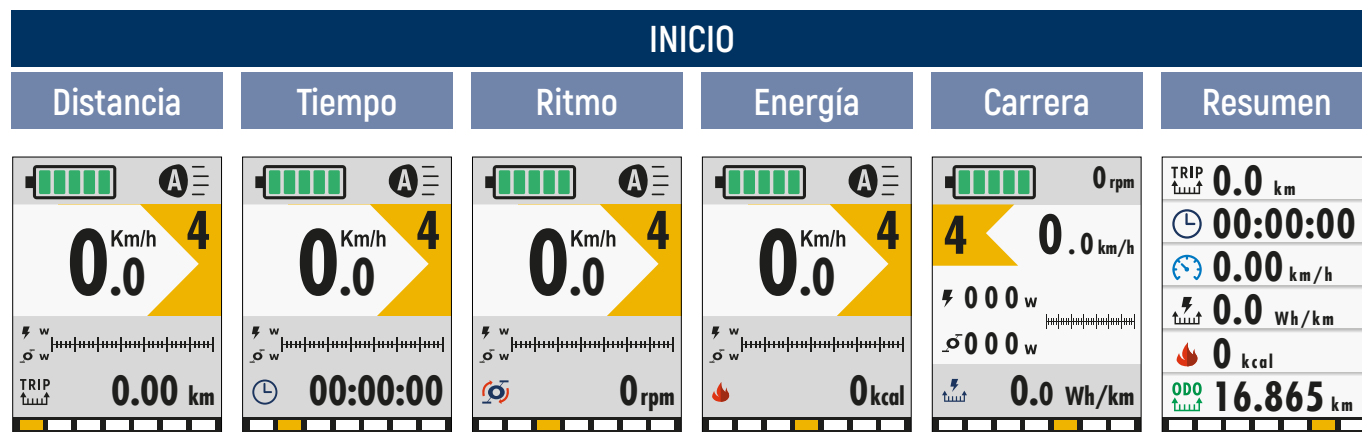 INICIO
Distancia
Tiempo
Ritmo
Energía
Carrera
Resumen
A
4
0.0 Km/h
w
w
TRIP 0.00 km
A
4
0.0 Km/h
w
w
00:00:00
A
4
0.0 Km/h
w
w
0 rpm
A
4
0.0 Km/h
w
w
0 kcal
0 rpm
4
0.0 km/h
000 w
000 w
0.0 Wh/km
TRIP 0.0 km
00:00:00
0.00 km/h
0.0 Wh/km
0 kcal
ODO 16.865 km